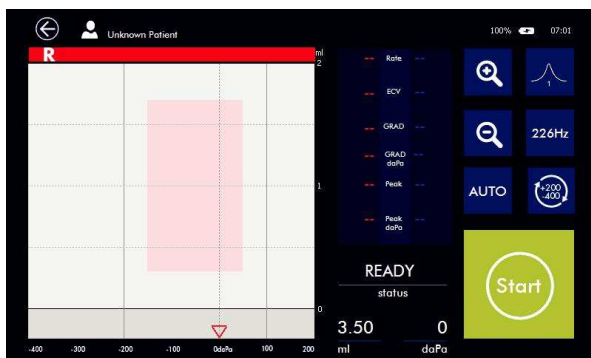 Unknown Patient
100%
07:01
R
ml
2
1
0
-400 -300 -200 -100 0daPa 100 200
-- Rate --
-- ECV --
-- GRAD --
-- GRAD daPa --
-- Peak --
-- Peak daPa --
READY
status
3.50 0
ml daPa
1
226Hz
AUTO
+200
-400
Start